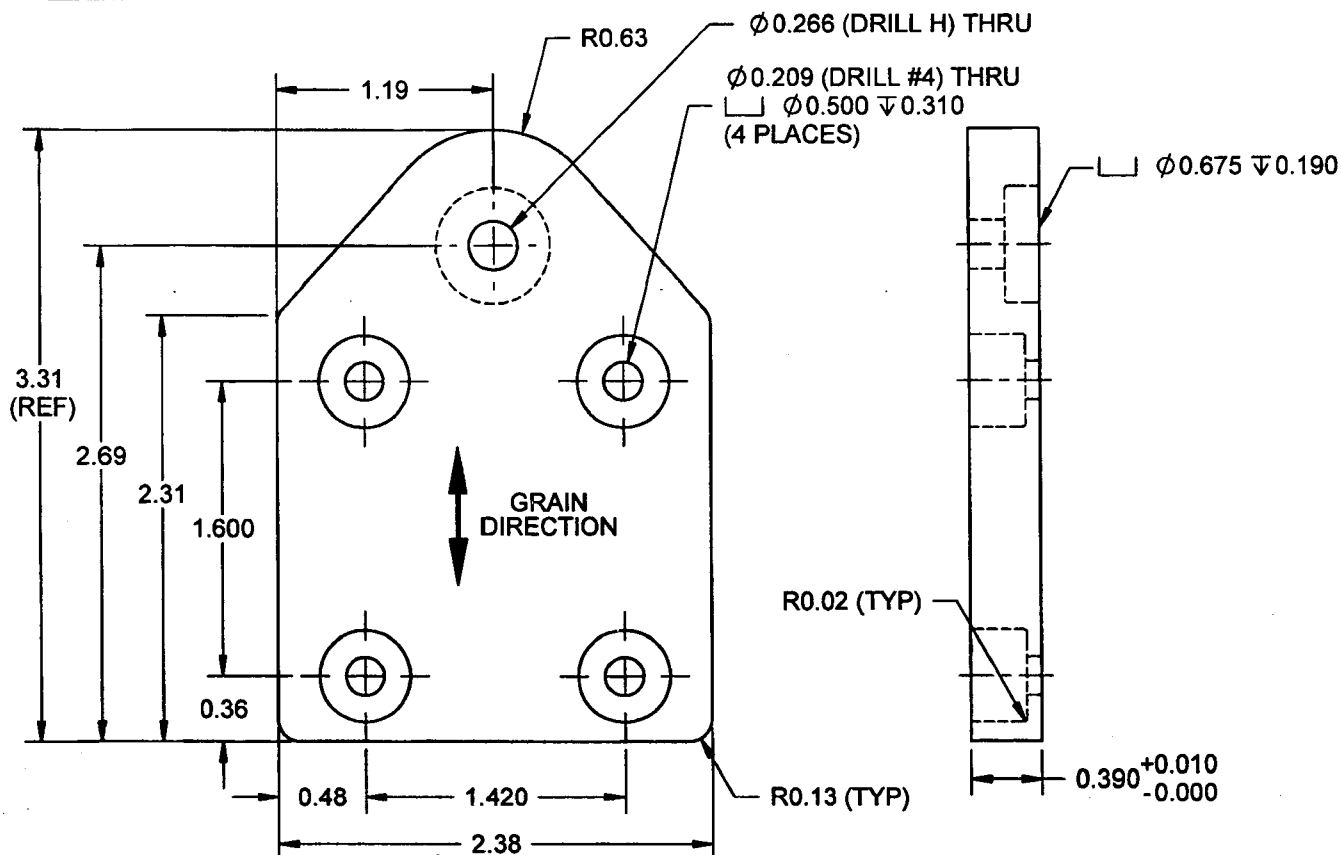 R0.63
Ø0.266 (DRILL H) THRU
1.19
Ø0.209 (DRILL #4) THRU
⌴ Ø0.500 ↧0.310
(4 PLACES)
⌴ Ø0.675 ↧0.190
3.31
(REF)
2.69
2.31
1.600
GRAIN
DIRECTION
R0.02 (TYP)
0.36
0.48
1.420
R0.13 (TYP)
0.390 +0.010
-0.000
2.38